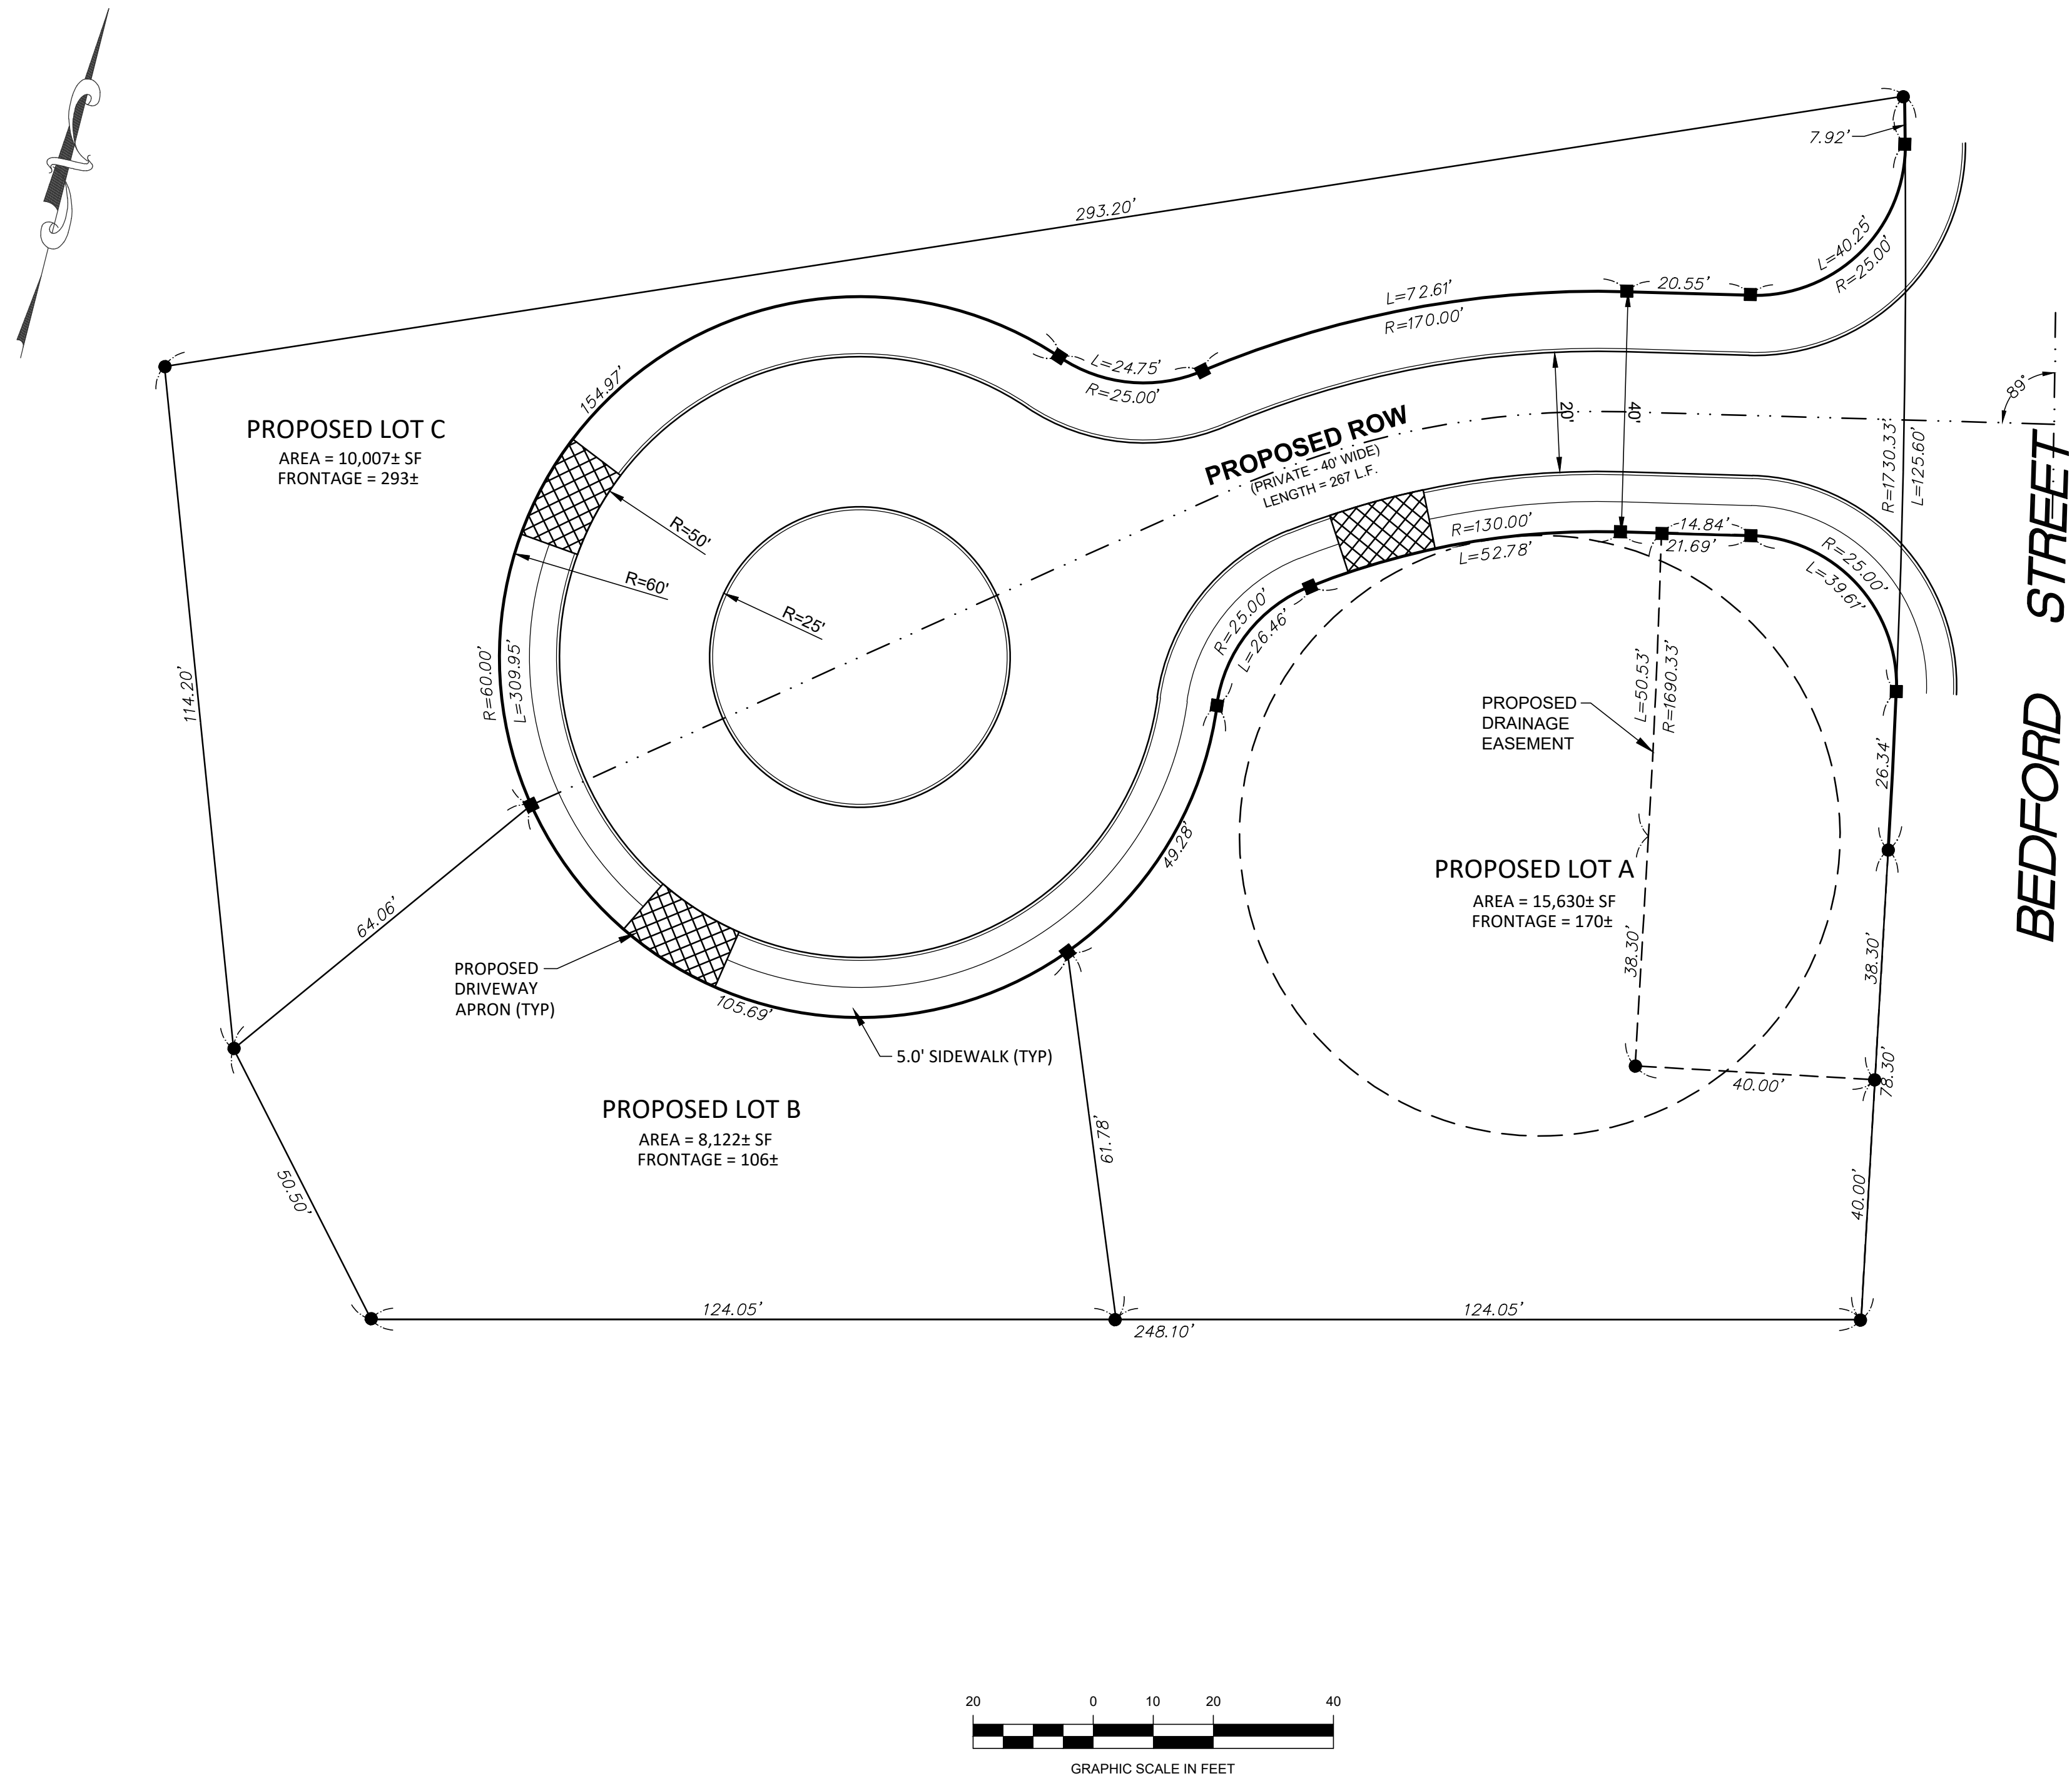 7.92'
293.20'
L=40.25'
R=25.00'
20.55'
L=72.61'
R=170.00'
L=24.75'
R=25.00'
154.97'
PROPOSED LOT C
AREA = 10,007± SF
FRONTAGE = 293±
89°
20'
40'
PROPOSED ROW
(PRIVATE - 40' WIDE)
LENGTH = 267 L.F.
R=1730.33'
L=125.60'
BEDFORD STREET
R=50'
R=60'
R=25'
R=130.00'
L=52.78'
14.84'
21.69'
R=25.00'
L=39.61'
R=25.00'
L=26.46'
114.20'
R=60.00'
L=309.95'
L=50.53'
R=1690.33'
PROPOSED
DRAINAGE
EASEMENT
26.34'
49.28'
PROPOSED LOT A
AREA = 15,630± SF
FRONTAGE = 170±
64.06'
38.30'
38.30'
PROPOSED
DRIVEWAY
APRON (TYP)
105.69'
5.0' SIDEWALK (TYP)
40.00'
78.30'
PROPOSED LOT B
AREA = 8,122± SF
FRONTAGE = 106±
61.78'
50.50'
40.00'
124.05'
124.05'
248.10'
20 0 10 20 40
GRAPHIC SCALE IN FEET